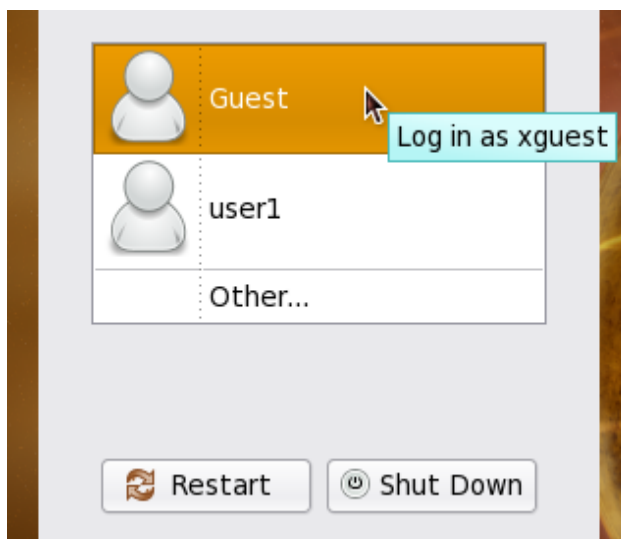 Guest
Log in as xguest
user1
Other...
Restart
Shut Down